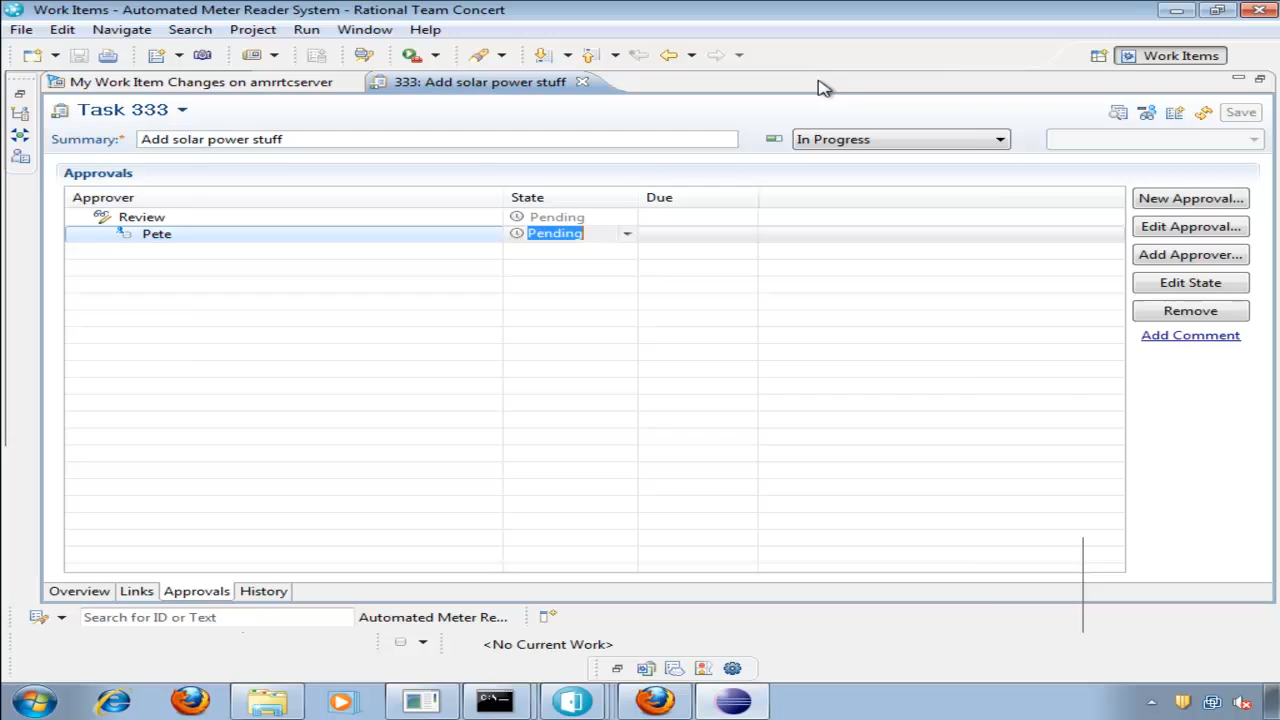 Work Items - Automated Meter Reader System - Rational Team Concert
File Edit Navigate Search Project Run Window Help
Work Items
My Work Item Changes on amrrtcserver 333: Add solar power stuff
Task 333
Save
Summary:* Add solar power stuff In Progress
Approvals
Approver State Due
New Approval...
Review Pending
Edit Approval...
Pete Pending
Add Approver...
Edit State
Remove
Add Comment
Overview Links Approvals History
Search for ID or Text Automated Meter Re...
<No Current Work>
C:\.